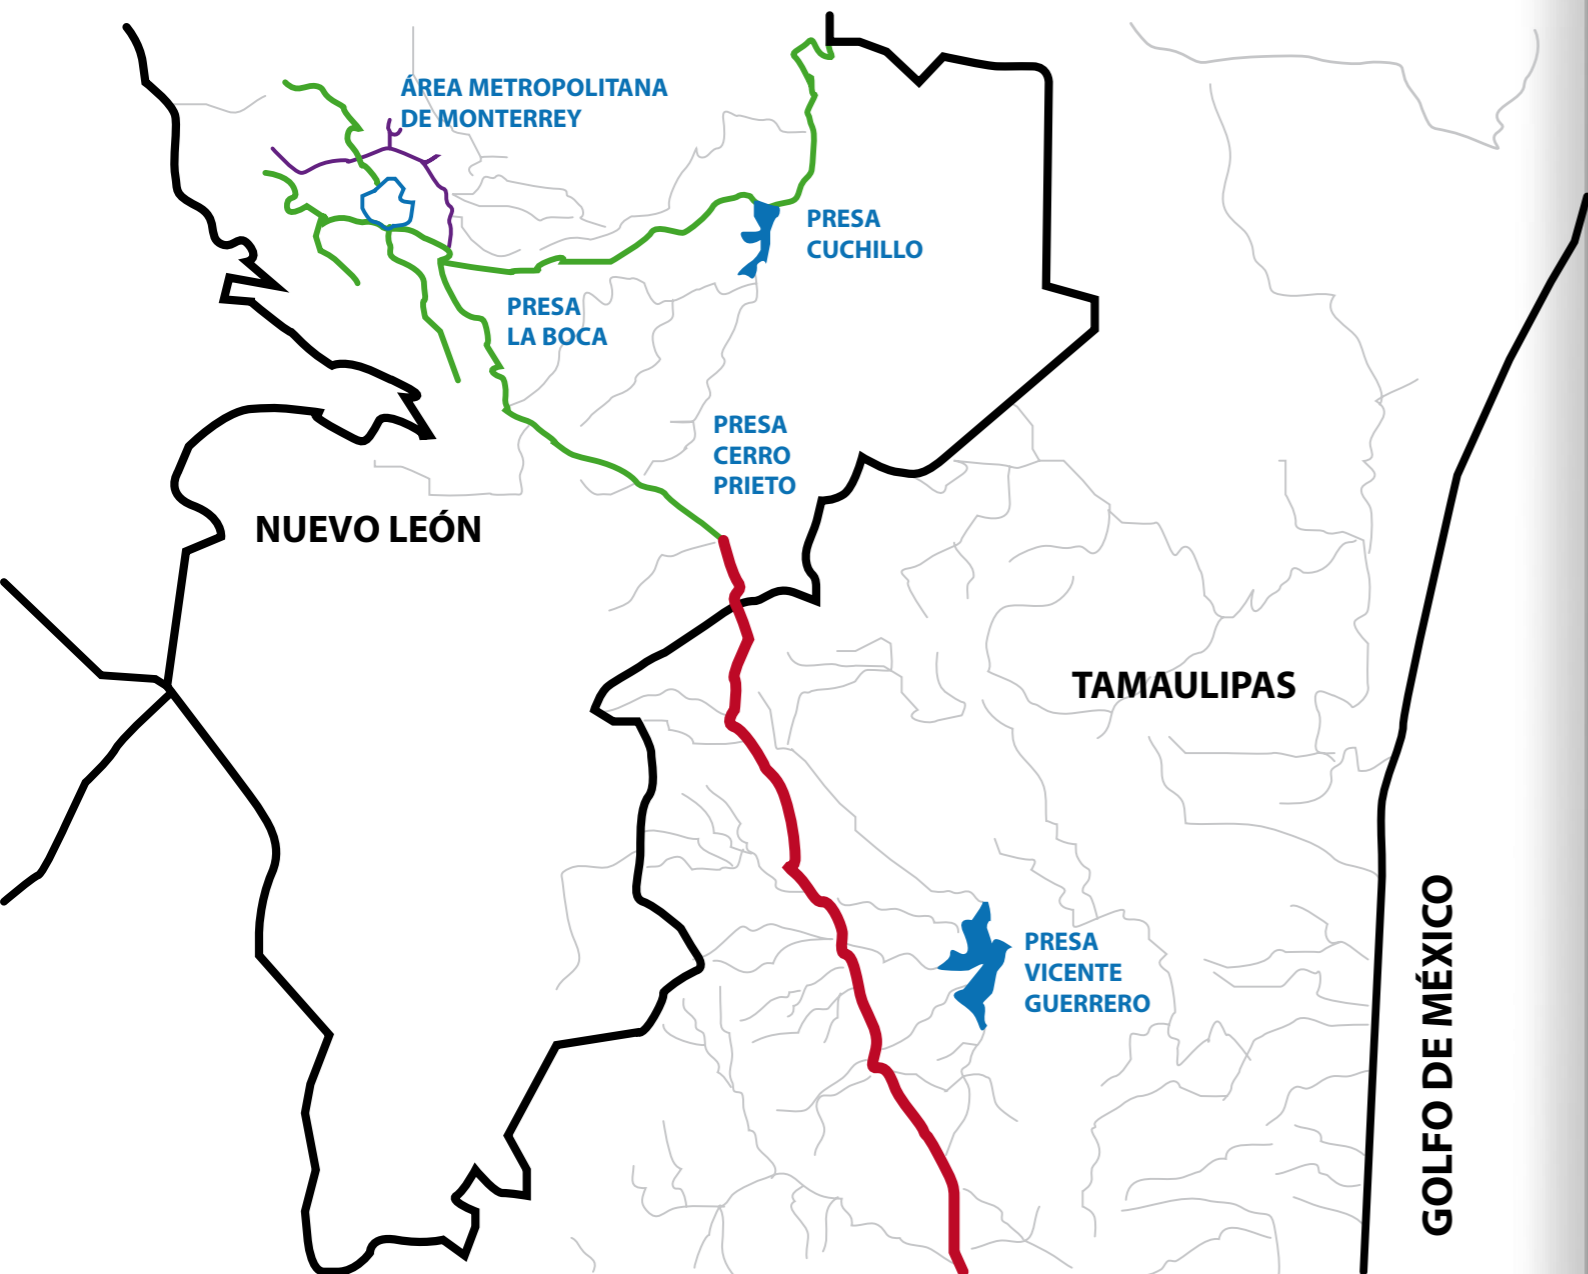 ÁREA METROPOLITANA
DE MONTERREY
PRESA
CUCHILLO
PRESA
LA BOCA
PRESA
CERRO
PRIETO
NUEVO LEÓN
TAMAULIPAS
PRESA
VICENTE
GUERRERO
GOLFO DE MÉXICO